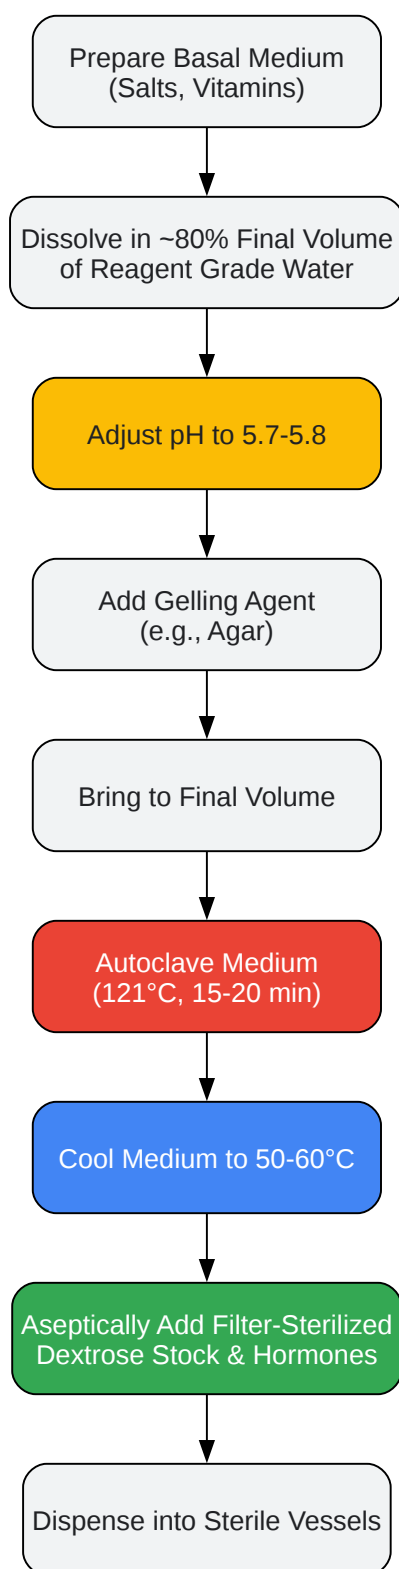 Prepare Basal Medium
(Salts, Vitamins)
Dissolve in ~80% Final Volume
of Reagent Grade Water
Adjust pH to 5.7-5.8
Add Gelling Agent
(e.g., Agar)
Bring to Final Volume
Autoclave Medium
(121°C, 15-20 min)
Cool Medium to 50-60°C
Aseptically Add Filter-Sterilized
Dextrose Stock & Hormones
Dispense into Sterile Vessels